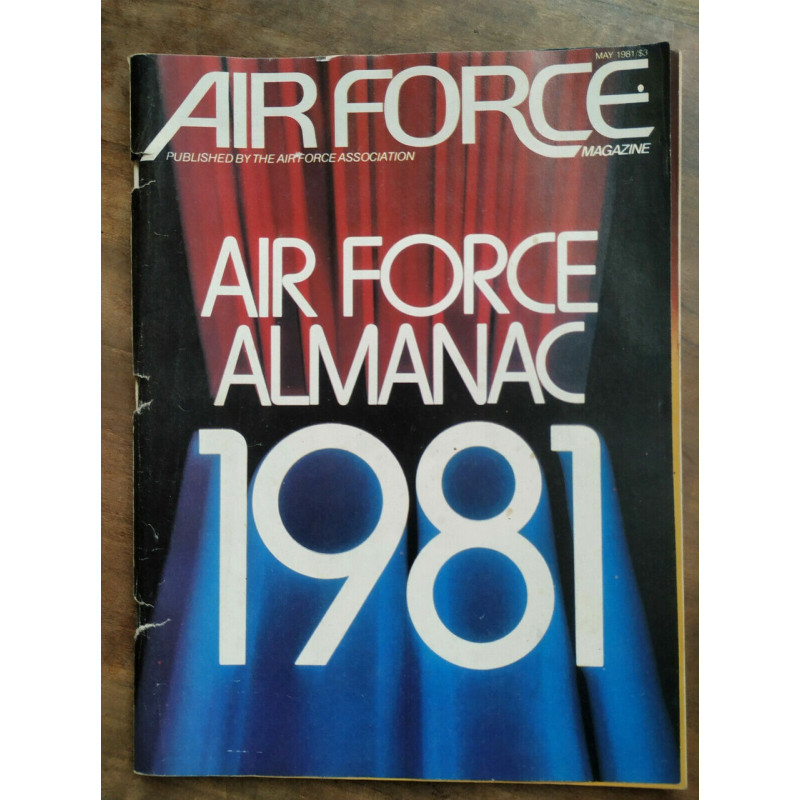 MAY 1981/$3
AIR FORCE
MAGAZINE
PUBLISHED BY THE AIR FORCE ASSOCIATION
AIR FORCE
ALMANAC
1981